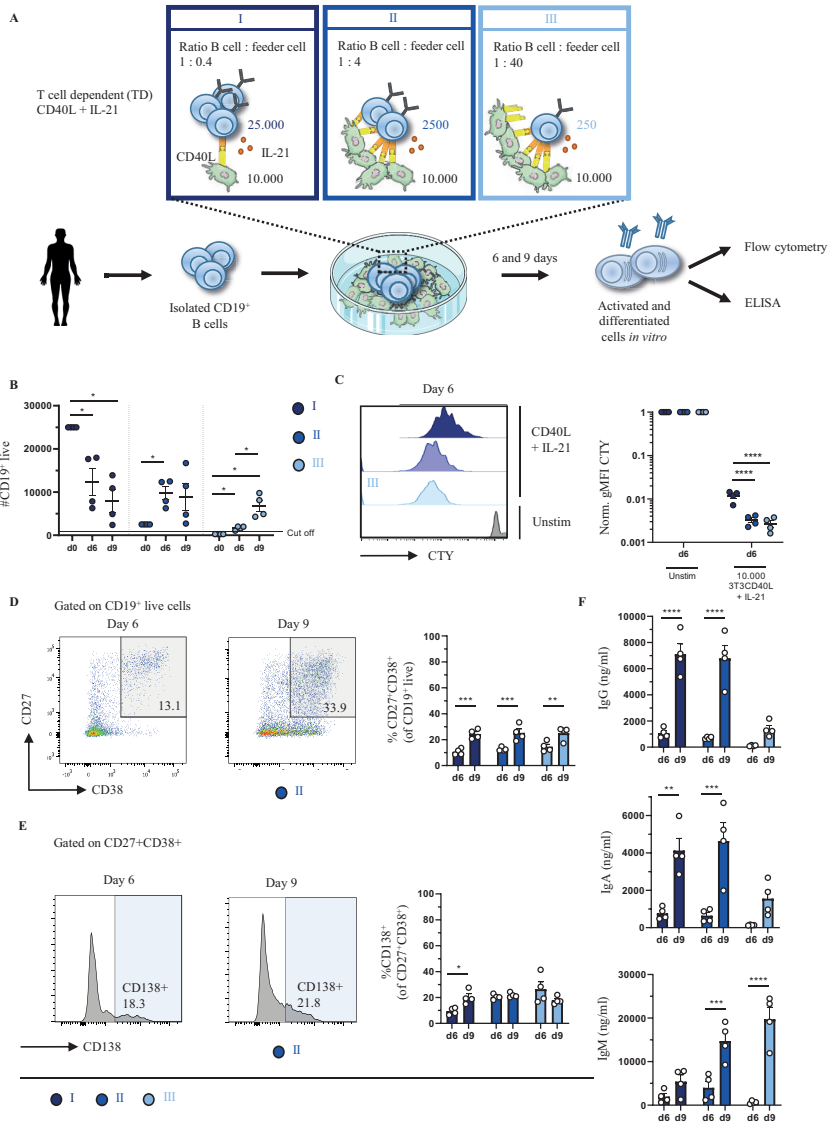 A
I
II
III
Ratio B cell : feeder cell
1 : 0.4
Ratio B cell : feeder cell
1 : 4
Ratio B cell : feeder cell
1 : 40
T cell dependent (TD)
CD40L + IL-21
25.000
2500
250
CD40L
IL-21
10.000
10.000
10.000
6 and 9 days
Flow cytometry
ELISA
Isolated CD19+
B cells
Activated and
differentiated
cells in vitro
B
#CD19+ live
30000
20000
10000
0
*
*
*
*
*
*
I
II
III
Cut off
d0 d6 d9 d0 d6 d9 d0 d6 d9
C
Day 6
III
CD40L
+ IL-21
Unstim
CTY
Norm. gMFI CTY
1
0.1
0.01
0.001
****
****
d6
d6
Unstim
10.000
3T3CD40L
+ IL-21
D
Gated on CD19+ live cells
Day 6
Day 9
13.1
33.9
CD27
CD38
II
% CD27+CD38+
(of CD19+ live)
100
80
60
40
20
0
***
***
**
d6 d9 d6 d9 d6 d9
E
Gated on CD27+CD38+
Day 6
Day 9
CD138+
18.3
CD138+
21.8
CD138
II
%CD138+
(of CD27+CD38+)
100
80
60
40
20
0
*
d6 d9 d6 d9 d6 d9
F
IgG (ng/ml)
10000
8000
6000
4000
2000
0
****
****
d6 d9 d6 d9 d6 d9
IgA (ng/ml)
6000
4000
2000
0
**
***
d6 d9 d6 d9 d6 d9
IgM (ng/ml)
30000
20000
10000
0
***
****
d6 d9 d6 d9 d6 d9
I
II
III